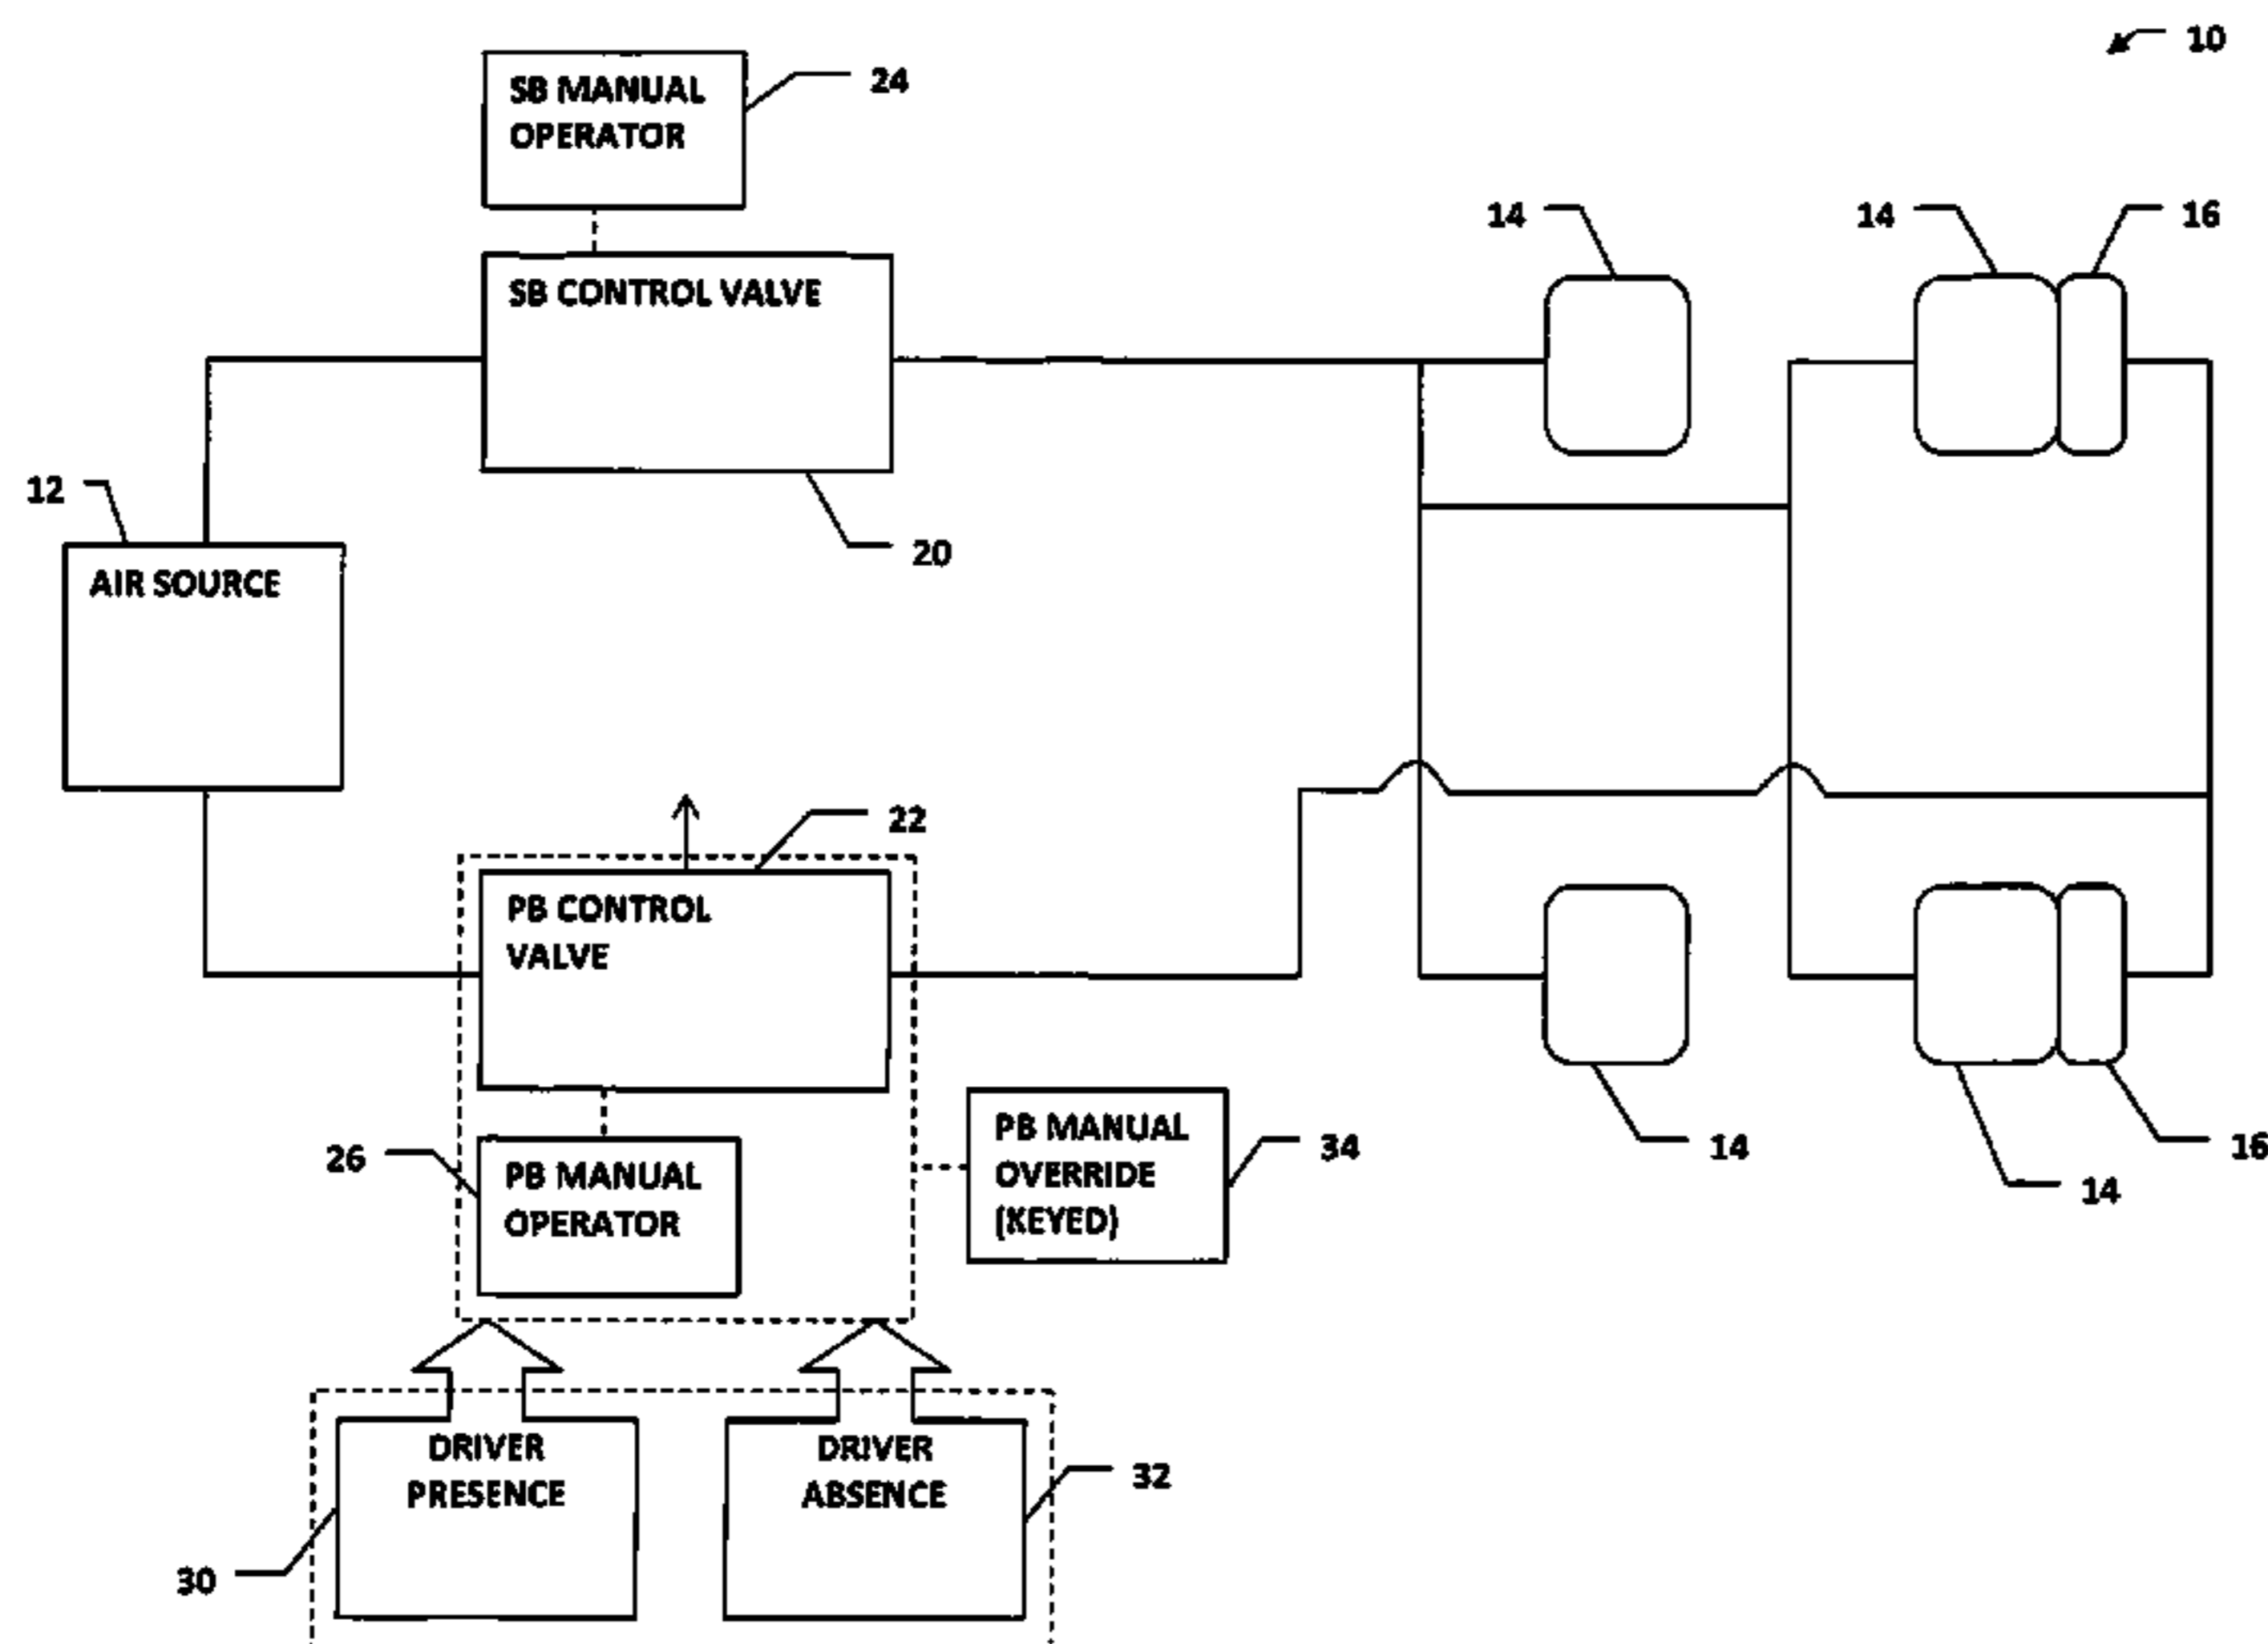 10
SB MANUAL
OPERATOR
24
14
14
16
SB CONTROL VALVE
12
20
AIR SOURCE
22
PB CONTROL
VALVE
26
PB MANUAL
OPERATOR
PB MANUAL
OVERRIDE
(KEYED)
34
14
14
16
DRIVER
PRESENCE
DRIVER
ABSENCE
32
30